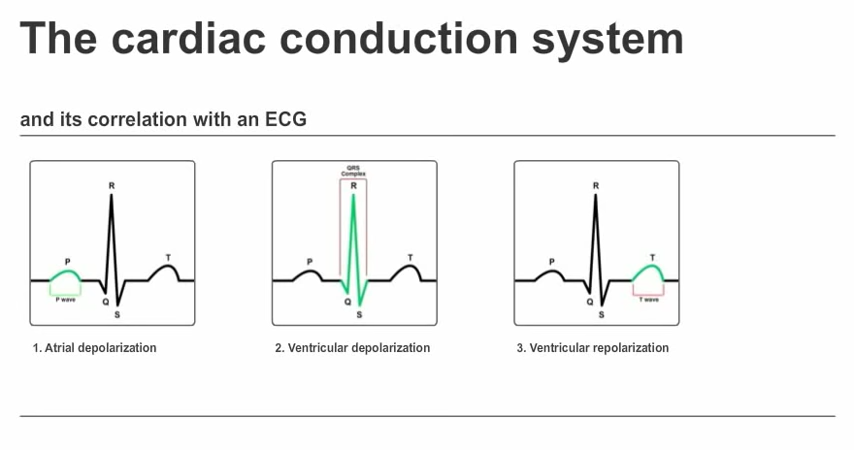 The cardiac conduction system
and its correlation with an ECG
R
P
T
P wave
Q
S
1. Atrial depolarization
QRS
Complex
R
P
T
Q
S
2. Ventricular depolarization
R
P
T
Q
T wave
S
3. Ventricular repolarization